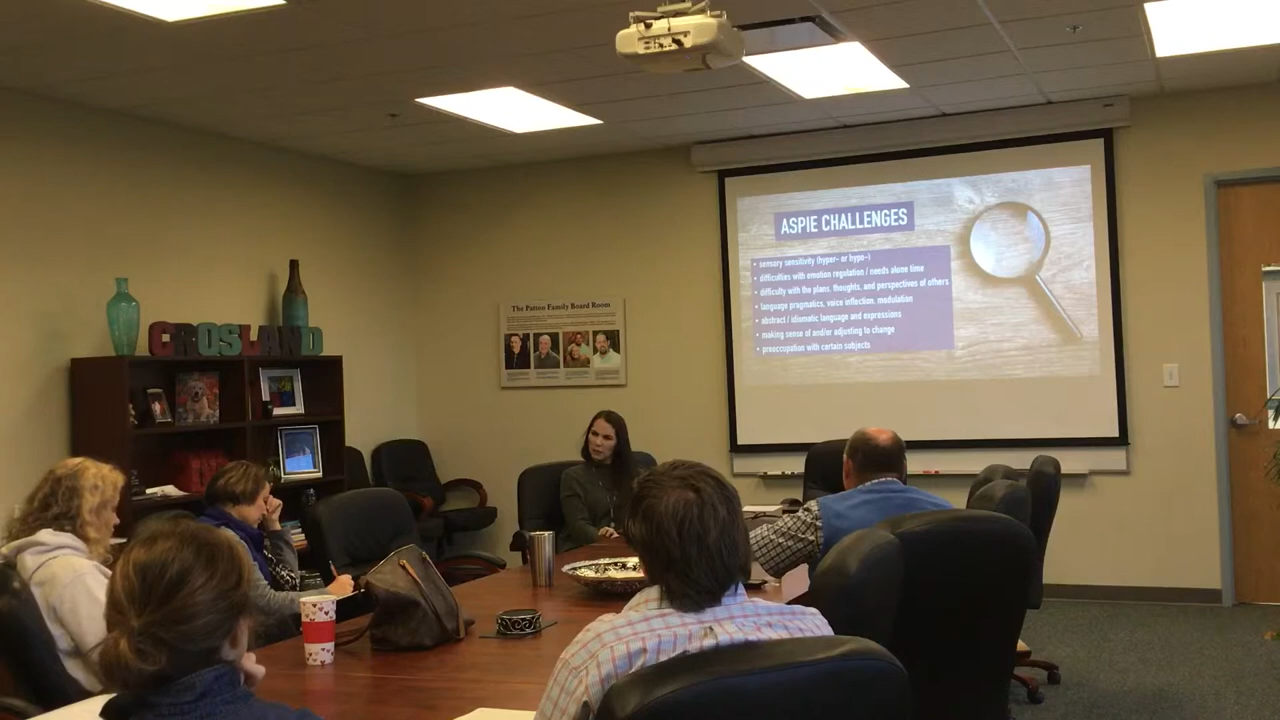 ASPIE CHALLENGES
• sensory sensitivity (hyper- or hypo-)
• difficulties with emotion regulation / needs alone time
• difficulty with the plans, thoughts, and perspectives of others
• language pragmatics, voice inflection, modulation
• abstract / idiomatic language and expressions
• making sense of and/or adjusting to change
• preoccupation with certain subjects
The Patton Family Board Room
CROSLAND